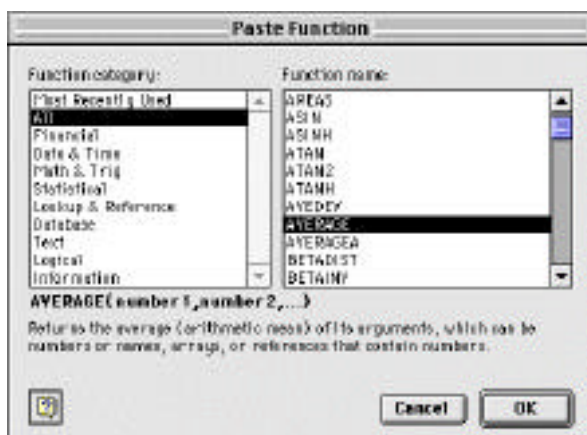 Paste Function
Function category:
Most Recently Used
All
Financial
Date & Time
Math & Trig
Statistical
Lookup & Reference
Database
Text
Logical
Information
Function name:
AREAS
ASIN
ASINH
ATAN
ATAN2
ATANH
AVEDEV
AVERAGE
AVERAGEA
BETADIST
BETAINV
AVERAGE(number1,number2,...)
Returns the average (arithmetic mean) of its arguments, which can be
numbers or names, arrays, or references that contain numbers.
Cancel
OK